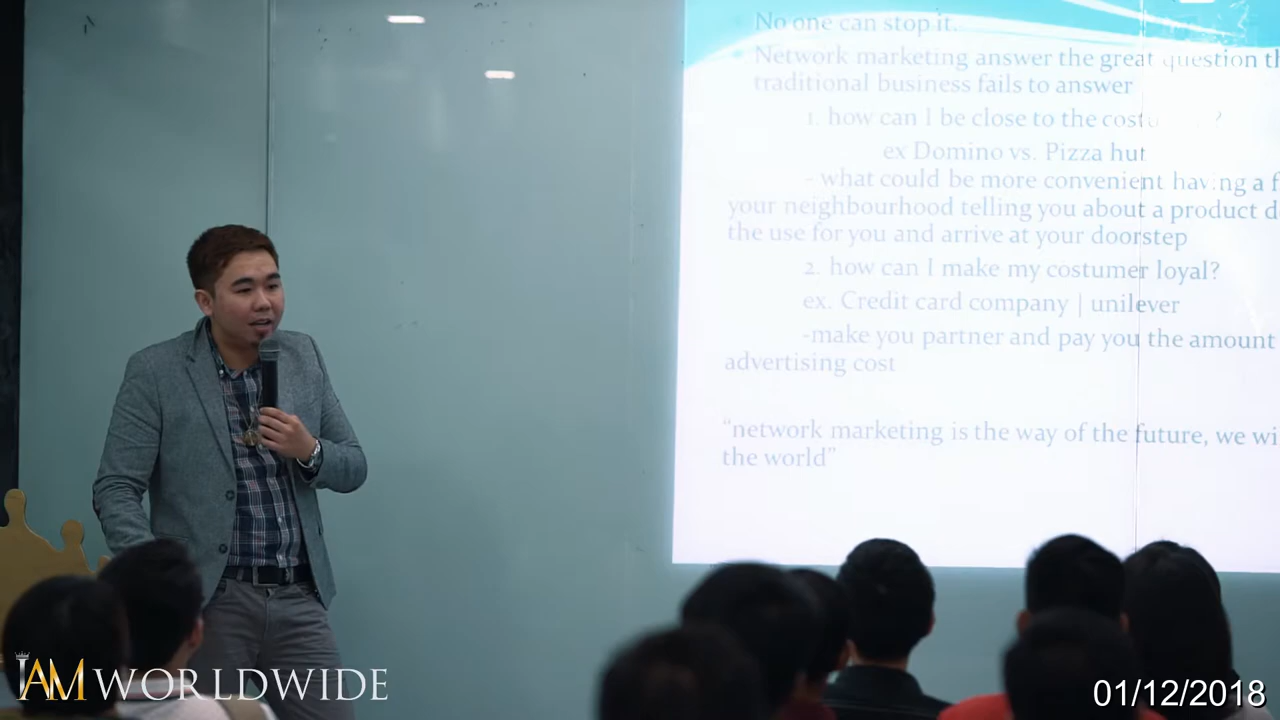 No one can stop it.
Network marketing answer the great question
traditional business fails to answer
1. how can I be close to the ?
ex Domino vs. Pizza hut
- what could be more convenient having a
your neighbourhood telling you about a product
the use for you and arrive at your doorstep
2. how can I make my costumer loyal?
ex. Credit card company | unilever
-make you partner and pay you the amount
advertising cost
"network marketing is the way of the future, we
the world"
IAM WORLDWIDE
01/12/2018